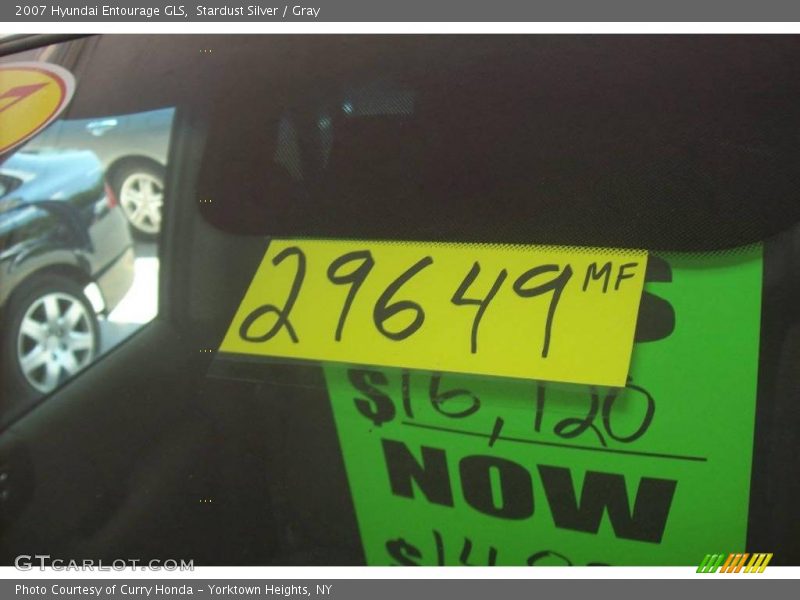 2007 Hyundai Entourage GLS,  Stardust Silver / Gray
29649 MF
$16,120
NOW
GTCARLOT.COM
Photo Courtesy of Curry Honda - Yorktown Heights, NY